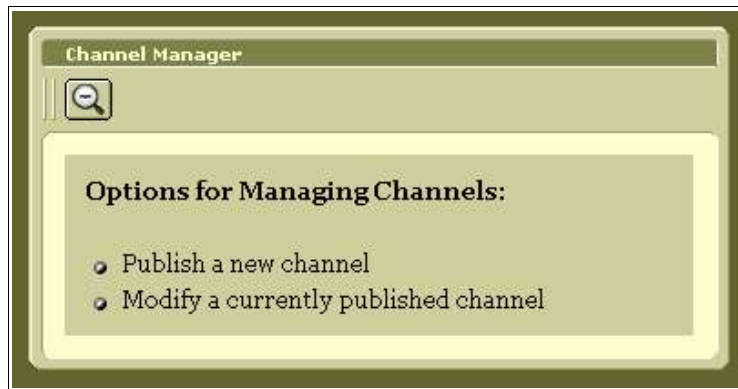 Channel Manager
Options for Managing Channels:
Publish a new channel
Modify a currently published channel